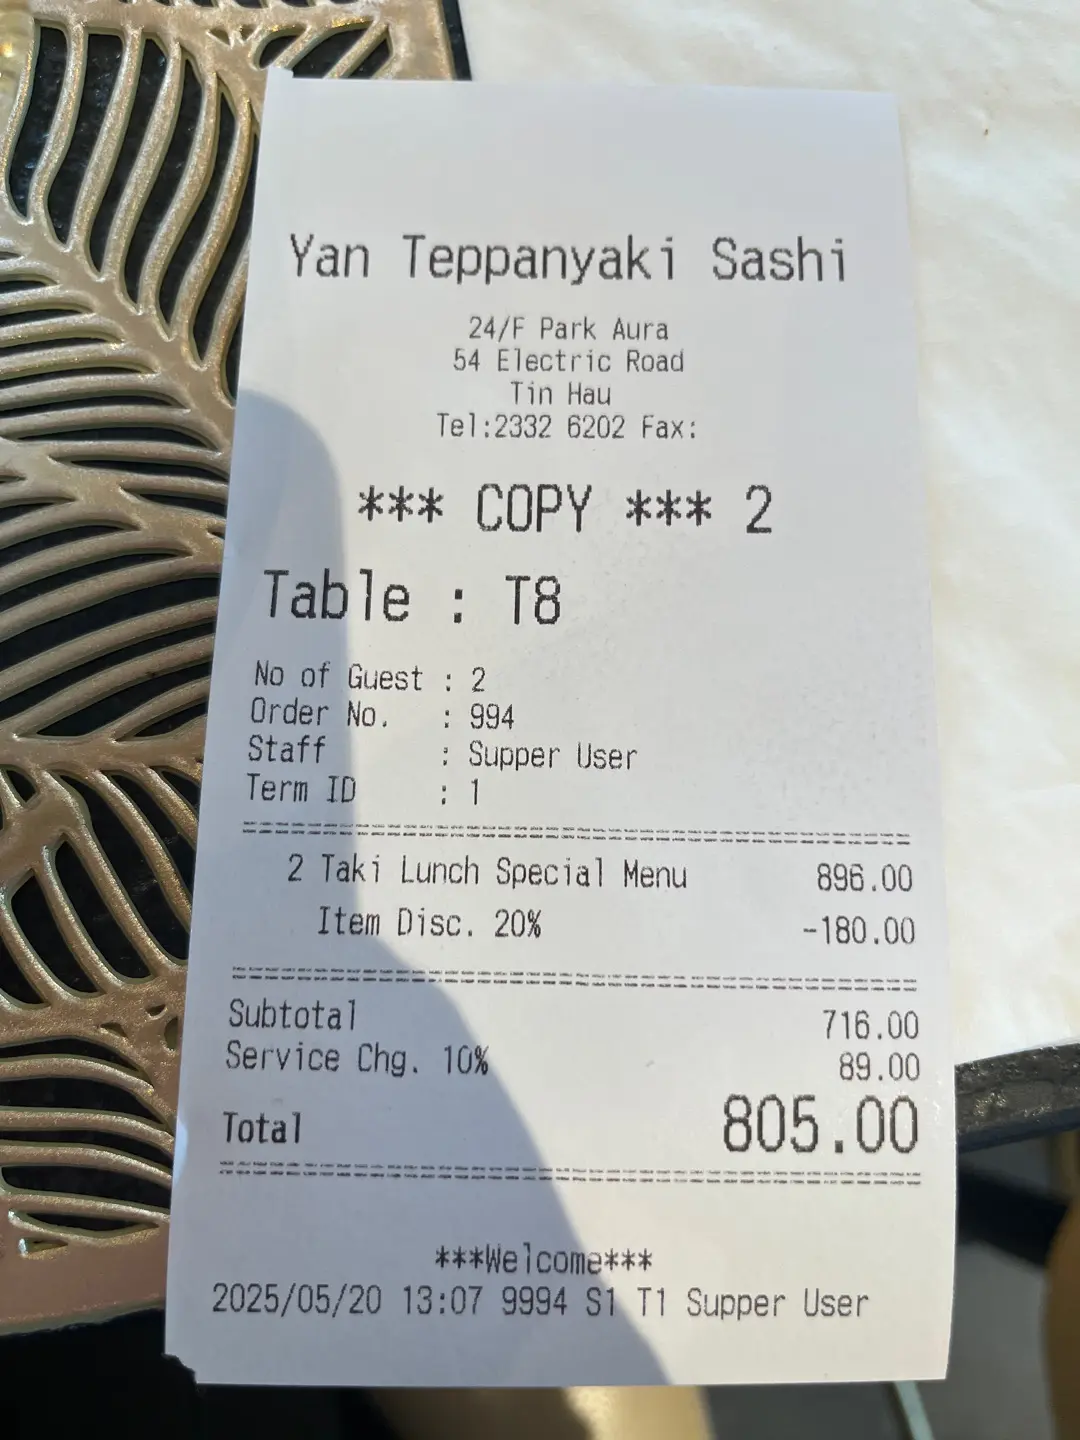 Yan Teppanyaki Sashi
24/F Park Aura
54 Electric Road
Tin Hau
Tel:2332 6202 Fax:
*** COPY *** 2
Table : T8
No of Guest : 2
Order No. : 994
Staff : Supper User
Term ID : 1
2 Taki Lunch Special Menu 896.00
Item Disc. 20% -180.00
Subtotal 716.00
Service Chg. 10% 89.00
Total 805.00
***Welcome***
2025/05/20 13:07 9994 S1 T1 Supper User